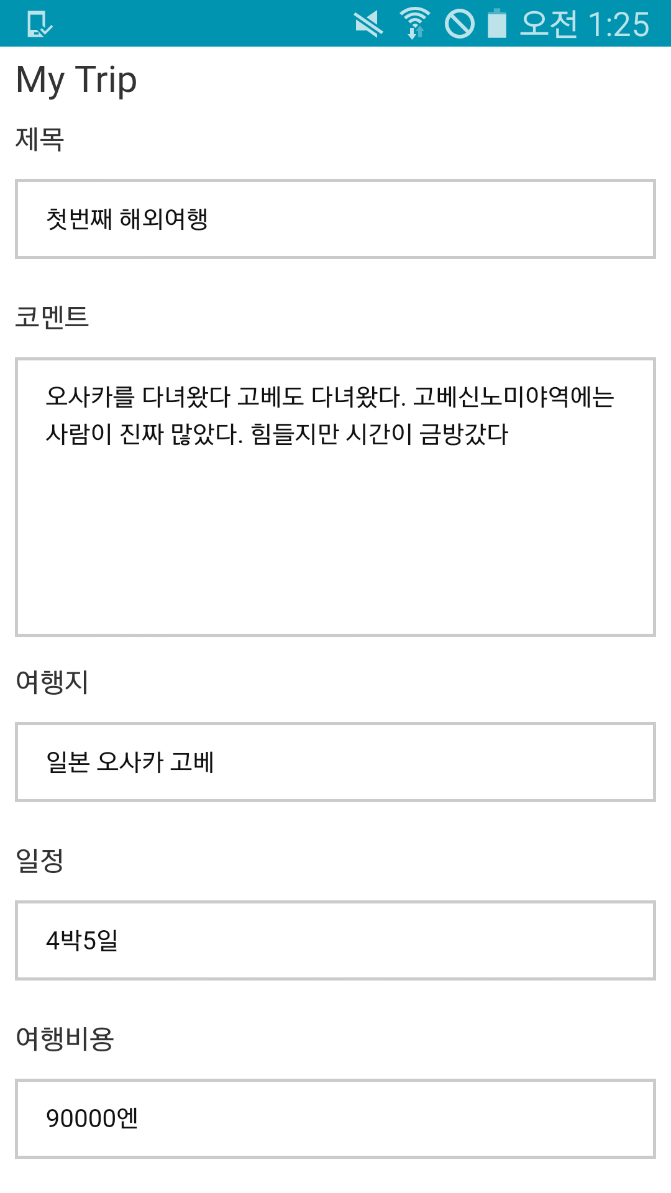 오전 1:25
My Trip
제목
첫번째 해외여행
코멘트
오사카를 다녀왔다 고베도 다녀왔다. 고베신노미야역에는
사람이 진짜 많았다. 힘들지만 시간이 금방갔다
여행지
일본 오사카 고베
일정
4박5일
여행비용
90000엔